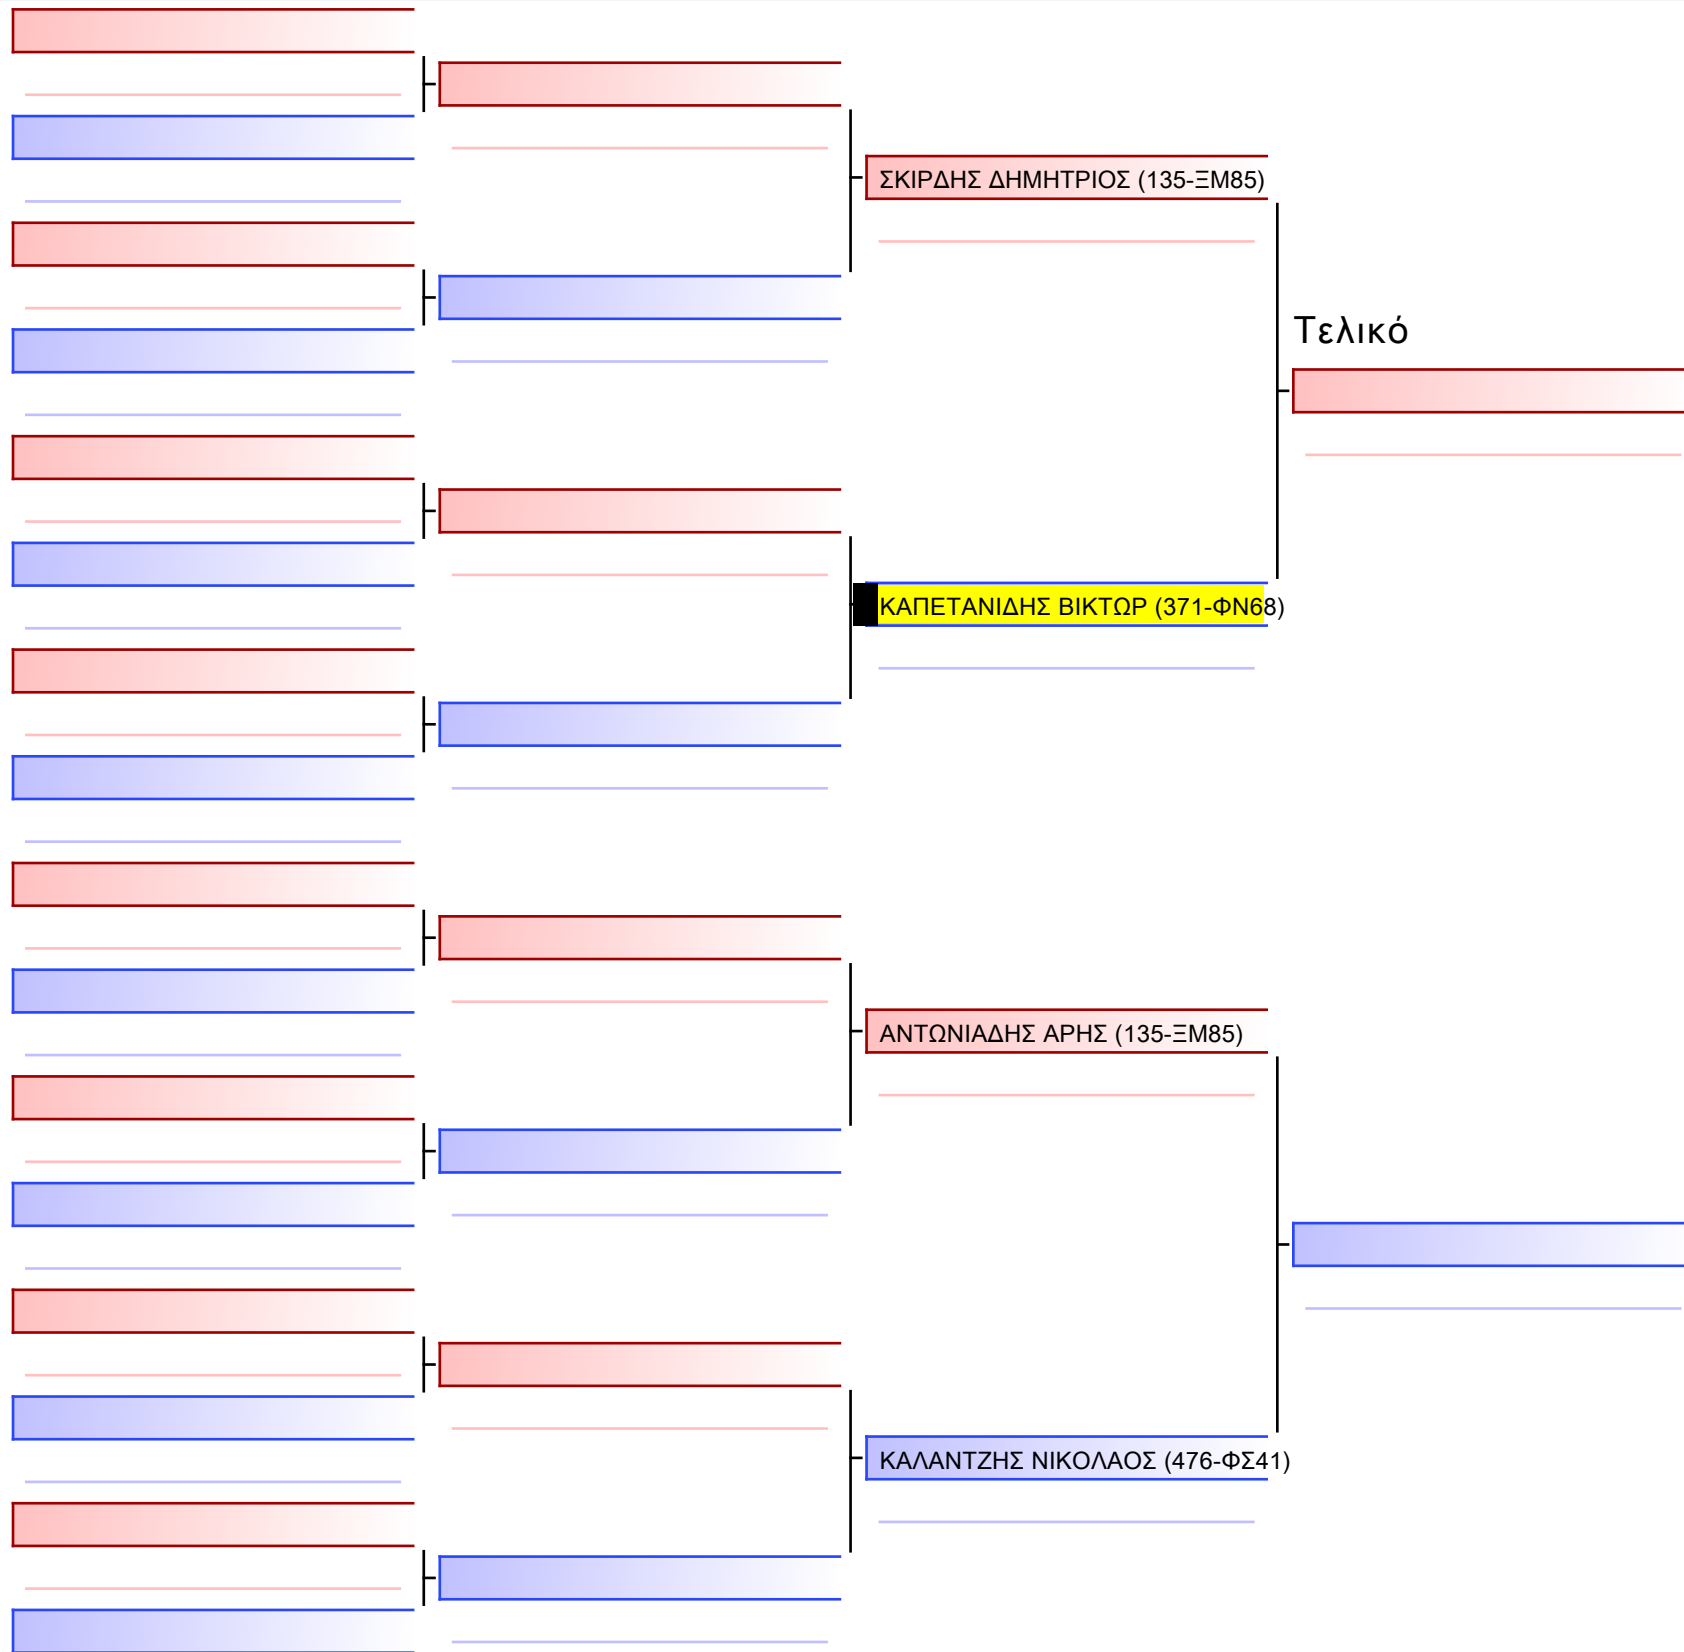 ΣΚΙΡΔΗΣ ΔΗΜΗΤΡΙΟΣ (135-ΞΜ85)
Τελικό
ΚΑΠΕΤΑΝΙΔΗΣ ΒΙΚΤΩΡ (371-ΦΝ68)
ΑΝΤΩΝΙΑΔΗΣ ΑΡΗΣ (135-ΞΜ85)
ΚΑΛΑΝΤΖΗΣ ΝΙΚΟΛΑΟΣ (476-ΦΣ41)